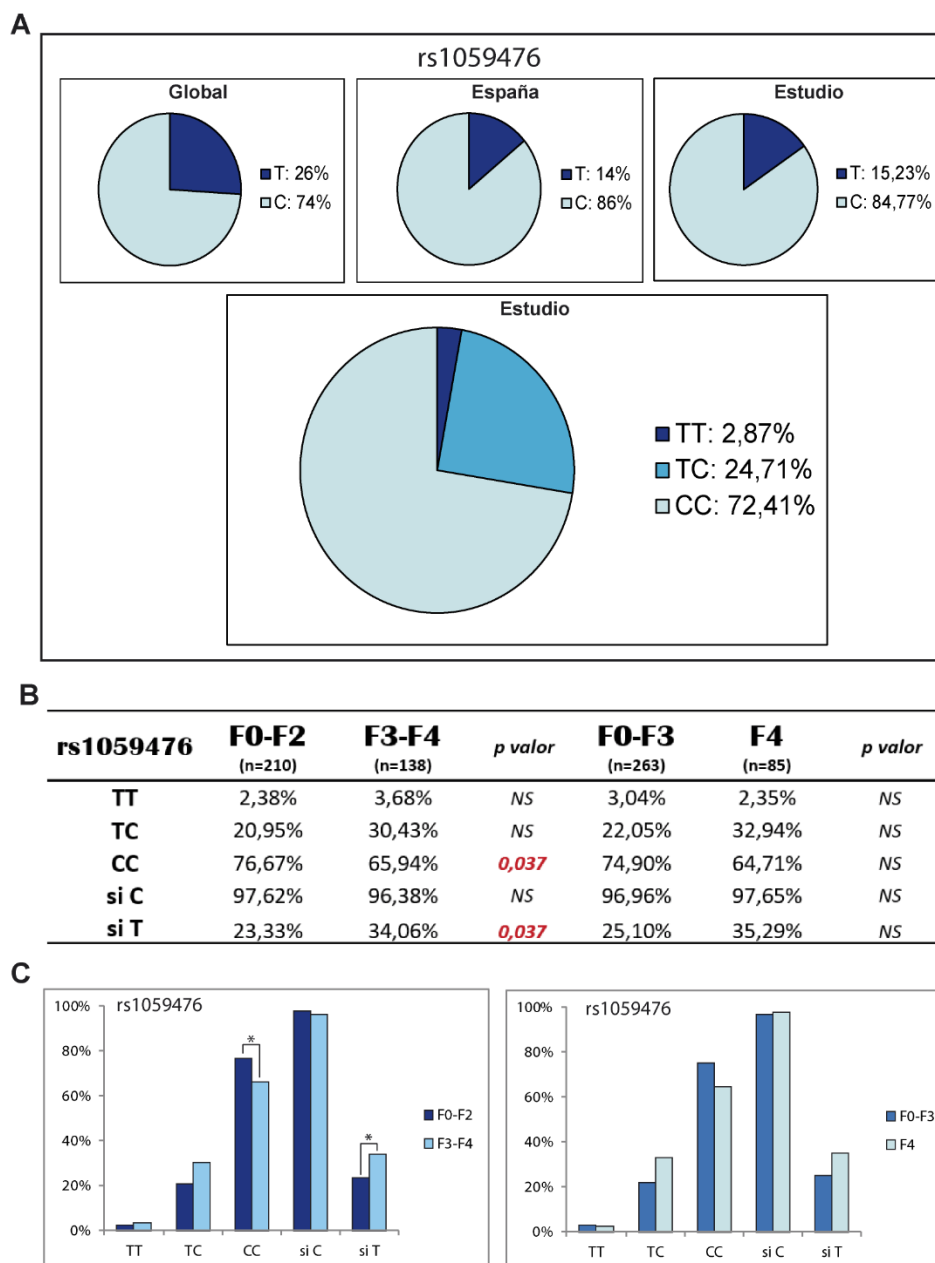 A
rs1059476
Global
T: 26%
C: 74%
España
T: 14%
C: 86%
Estudio
T: 15,23%
C: 84,77%
Estudio
TT: 2,87%
TC: 24,71%
CC: 72,41%
B
rs1059476 F0-F2 (n=210) F3-F4 (n=138) p valor F0-F3 (n=263) F4 (n=85) p valor
TT 2,38% 3,68% NS 3,04% 2,35% NS
TC 20,95% 30,43% NS 22,05% 32,94% NS
CC 76,67% 65,94% 0,037 74,90% 64,71% NS
si C 97,62% 96,38% NS 96,96% 97,65% NS
si T 23,33% 34,06% 0,037 25,10% 35,29% NS
C
rs1059476
100%
80%
60%
40%
20%
0%
*
*
TT TC CC si C si T
F0-F2
F3-F4
rs1059476
100%
80%
60%
40%
20%
0%
TT TC CC si C si T
F0-F3
F4